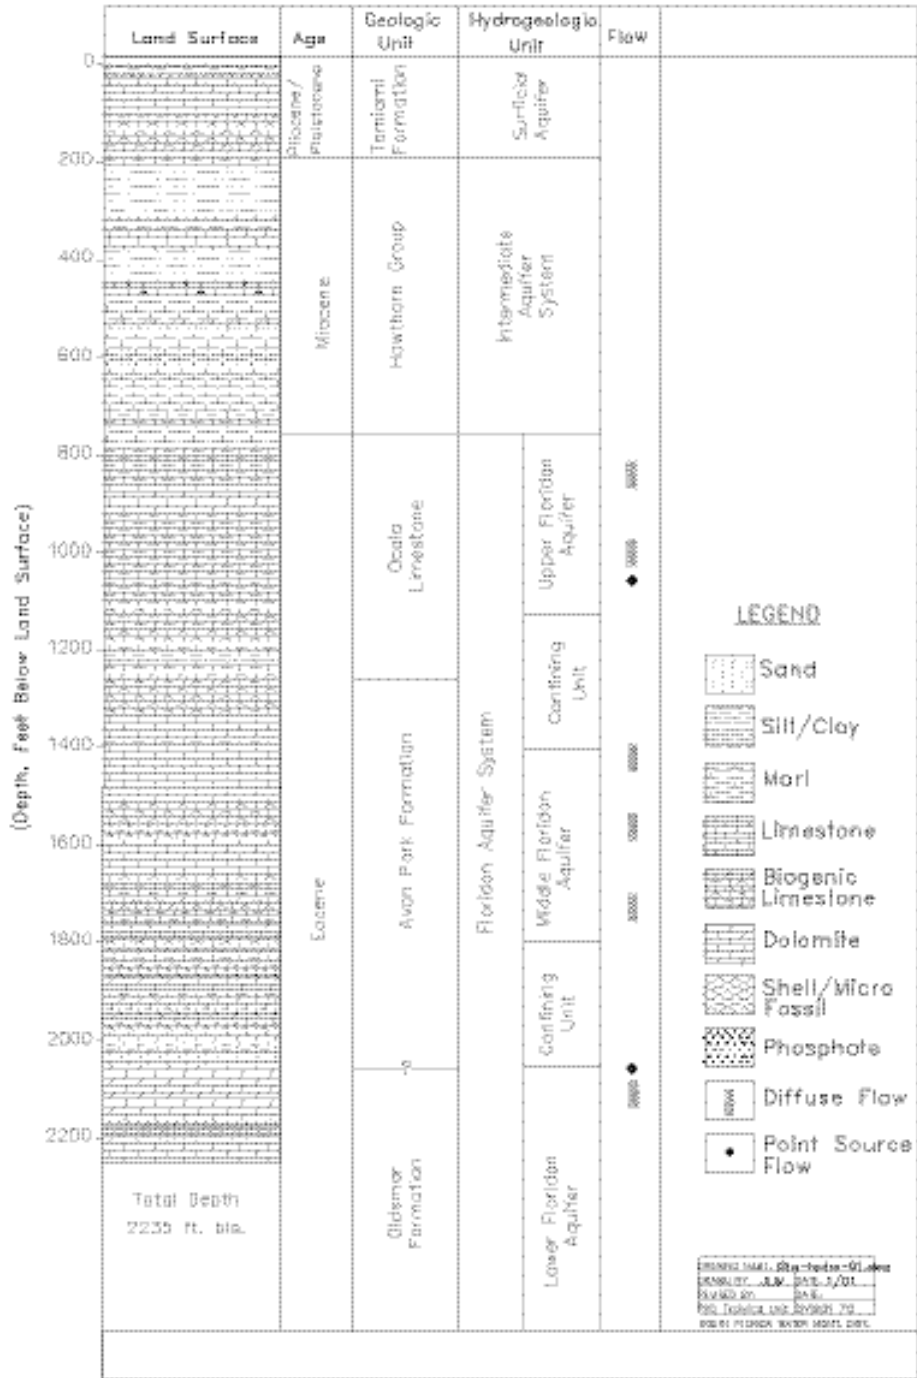 Land Surface
Age
Geologic
Unit
Hydrogeologic
Unit
Flow
0
200
400
600
800
1000
1200
1400
1600
1800
2000
2200
(Depth, Feet Below Land Surface)
Pliocene/
Pleistocene
Tamiami
Formation
Surficial
Aquifer
Miocene
Hawthorn Group
Intermediate
Aquifer
System
Eocene
Ocala
Limestone
Avon Park Formation
?
Oldsmar
Formation
Floridan Aquifer System
Upper Floridan
Aquifer
Confining
Unit
Middle Floridan
Aquifer
Confining
Unit
Lower Floridan
Aquifer
Total Depth
2235 ft. bls.
LEGEND
Sand
Silt/Clay
Marl
Limestone
Biogenic
Limestone
Dolomite
Shell/Micro
Fossil
Phosphate
Diffuse Flow
Point Source
Flow